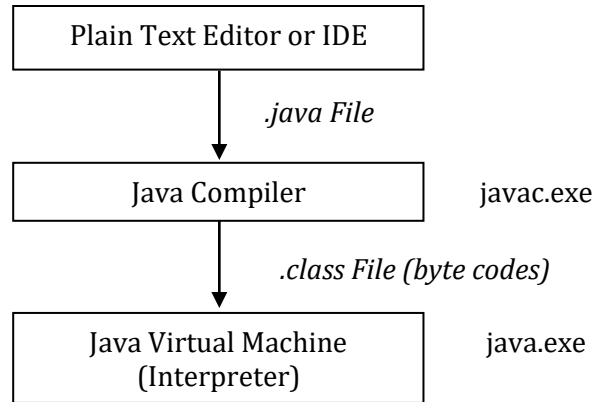 Plain Text Editor or IDE
.java File
Java Compiler
javac.exe
.class File (byte codes)
Java Virtual Machine
(Interpreter)
java.exe